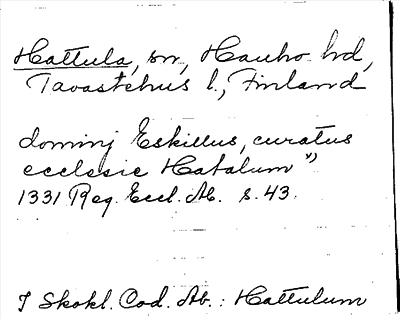 Hattula, sn, Hauho hd,
Tavastehus l., Finland
dominj Eskillus, curatus
ecclesie Hatalum *)
1331 Reg. Eccl. Ab. s. 43.
I Skokl. Cod. Ab.: Hattulum